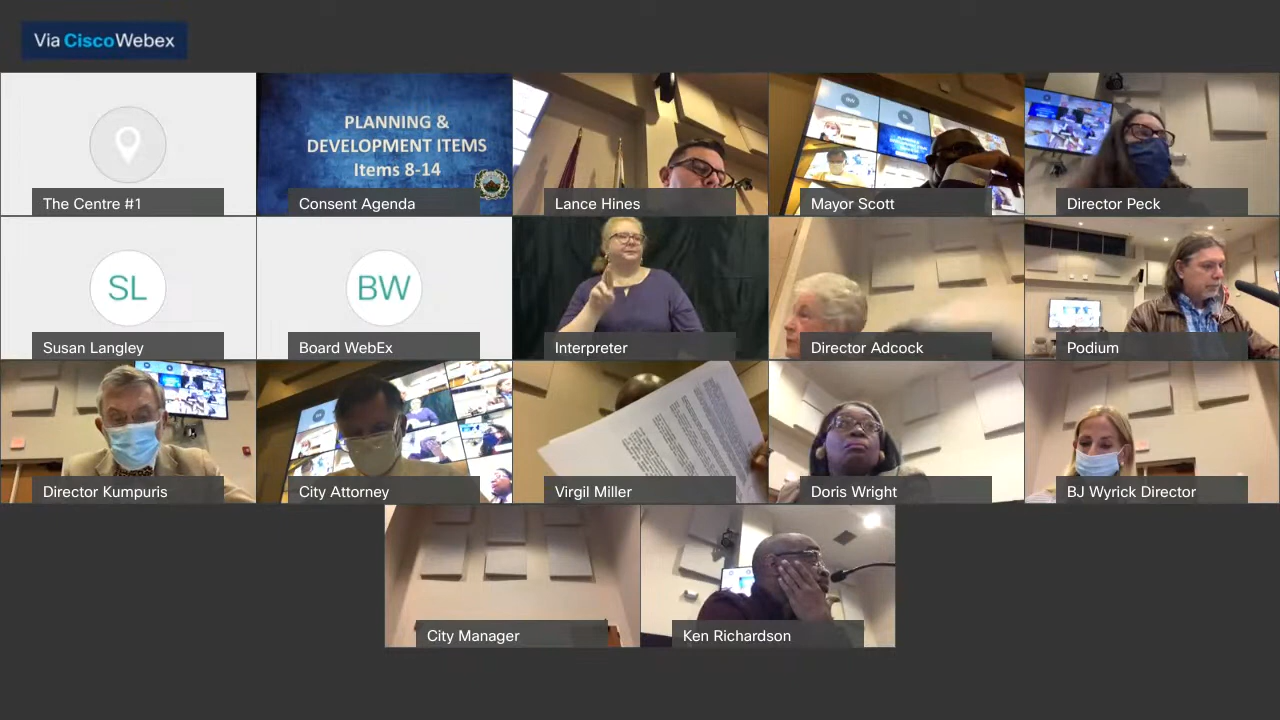 Via Cisco Webex
PLANNING &
DEVELOPMENT ITEMS
Items 8-14
The Centre #1
Consent Agenda
Lance Hines
Mayor Scott
Director Peck
SL
BW
Susan Langley
Board WebEx
Interpreter
Director Adcock
Podium
Director Kumpuris
City Attorney
Virgil Miller
Doris Wright
BJ Wyrick Director
City Manager
Ken Richardson